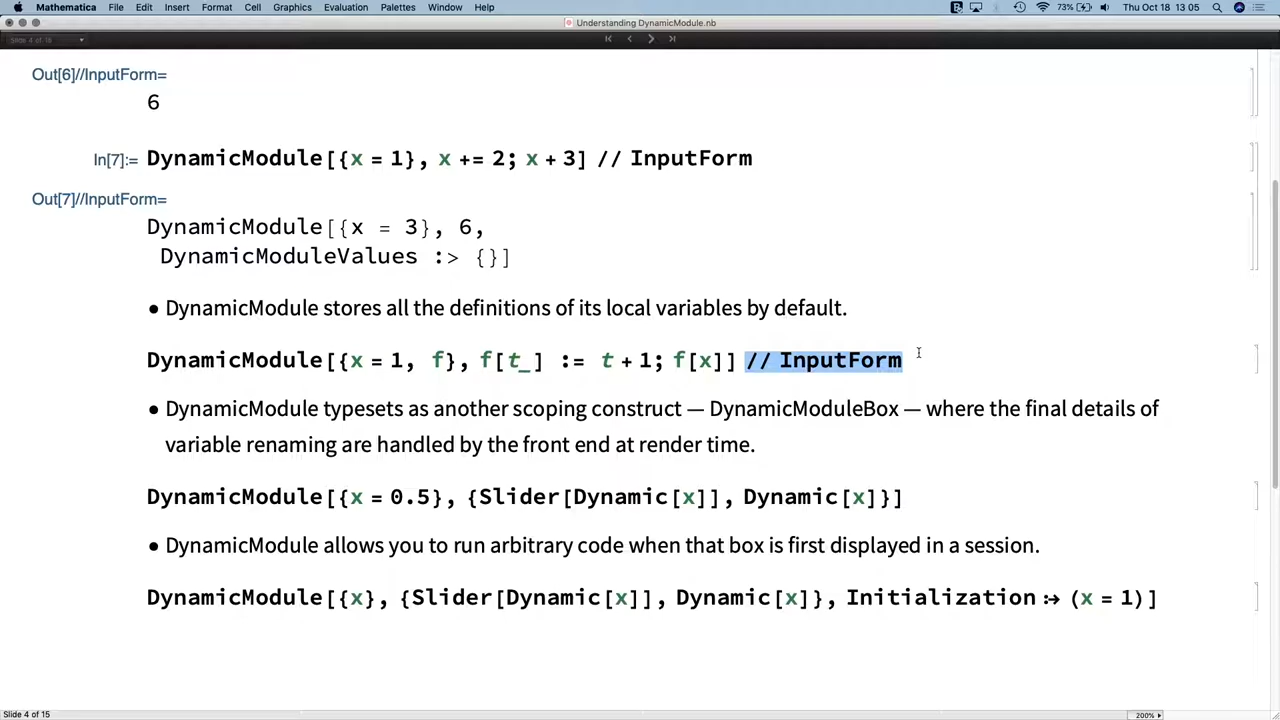 Mathematica File Edit Insert Format Cell Graphics Evaluation Palettes Window Help 73% Thu Oct 18 13:05
Understanding DynamicModule.nb
Slide 4 of 15
Out[6]//InputForm=
6
In[7]:= DynamicModule[{x = 1}, x += 2; x + 3] // InputForm
Out[7]//InputForm=
DynamicModule[{x = 3}, 6,
DynamicModuleValues :> {}]
• DynamicModule stores all the definitions of its local variables by default.
DynamicModule[{x = 1, f}, f[t_] := t + 1; f[x]] // InputForm
• DynamicModule typesets as another scoping construct — DynamicModuleBox — where the final details of
variable renaming are handled by the front end at render time.
DynamicModule[{x = 0.5}, {Slider[Dynamic[x]], Dynamic[x]}]
• DynamicModule allows you to run arbitrary code when that box is first displayed in a session.
DynamicModule[{x}, {Slider[Dynamic[x]], Dynamic[x]}, Initialization :→ (x = 1)]
Slide 4 of 15
200%